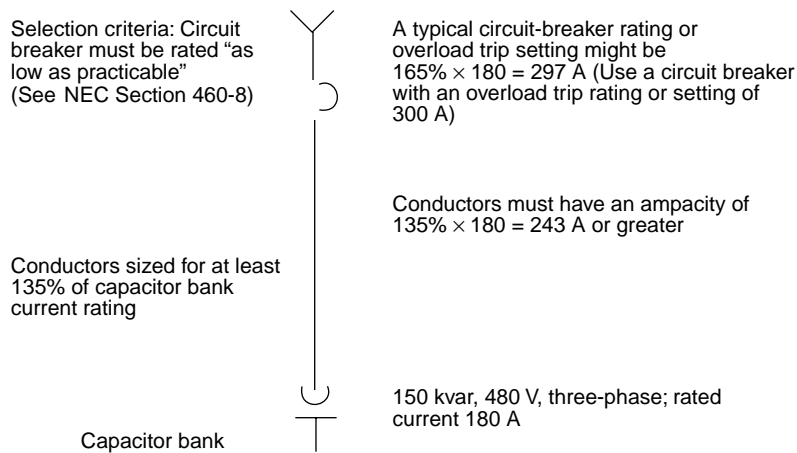 Selection criteria: Circuit
breaker must be rated “as
low as practicable”
(See NEC Section 460-8)
A typical circuit-breaker rating or
overload trip setting might be
165% × 180 = 297 A (Use a circuit breaker
with an overload trip rating or setting of
300 A)
Conductors must have an ampacity of
135% × 180 = 243 A or greater
Conductors sized for at least
135% of capacitor bank
current rating
150 kvar, 480 V, three-phase; rated
current 180 A
Capacitor bank